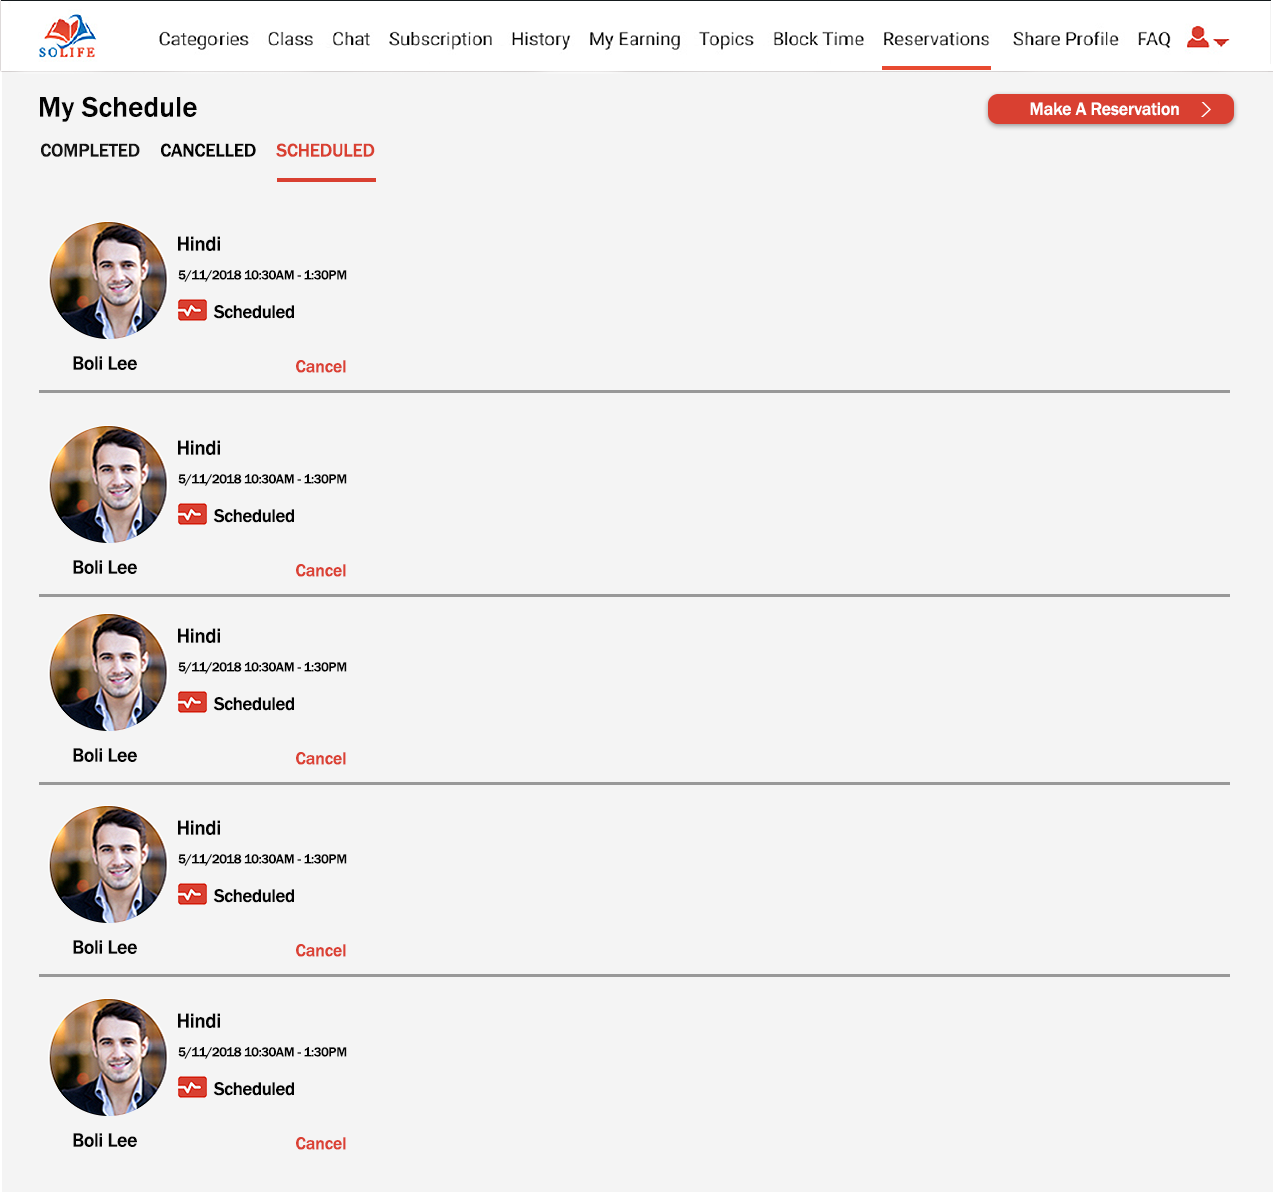 SOLIFE
Categories Class Chat Subscription History My Earning Topics Block Time Reservations Share Profile FAQ
My Schedule
Make A Reservation
COMPLETED CANCELLED SCHEDULED
Hindi
5/11/2018 10:30AM - 1:30PM
Scheduled
Boli Lee
Cancel
Hindi
5/11/2018 10:30AM - 1:30PM
Scheduled
Boli Lee
Cancel
Hindi
5/11/2018 10:30AM - 1:30PM
Scheduled
Boli Lee
Cancel
Hindi
5/11/2018 10:30AM - 1:30PM
Scheduled
Boli Lee
Cancel
Hindi
5/11/2018 10:30AM - 1:30PM
Scheduled
Boli Lee
Cancel